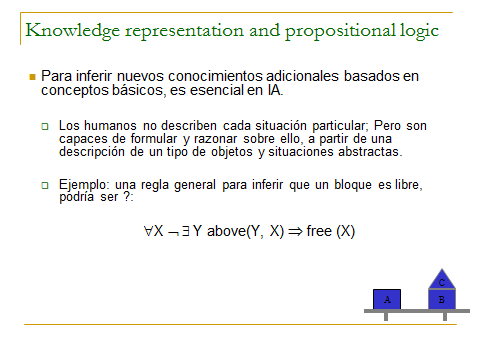 Knowledge representation and propositional logic
Para inferir nuevos conocimientos adicionales basados en
conceptos básicos, es esencial en IA.
Los humanos no describen cada situación particular; Pero son
capaces de formular y razonar sobre ello, a partir de una
descripción de un tipo de objetos y situaciones abstractas.
Ejemplo: una regla general para inferir que un bloque es libre,
podría ser ?:
∀X ¬ ∃ Y above(Y, X) ⇒ free (X)
C
A B